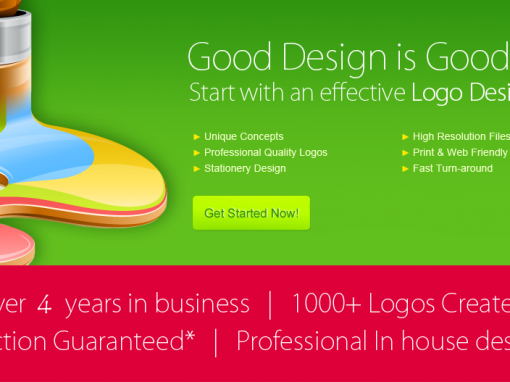 Good Design is Good
Start with an effective Logo Desi
► Unique Concepts
► Professional Quality Logos
► Stationery Design
► High Resolution Files
► Print & Web Friendly
► Fast Turn-around
Get Started Now!
ver 4 years in business | 1000+ Logos Create
ction Guaranteed* | Professional In house des